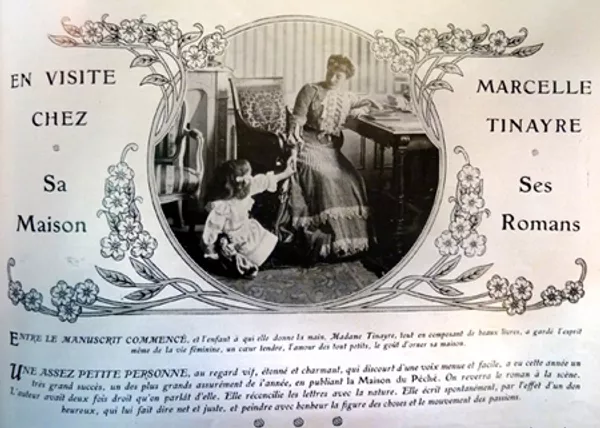 EN VISITE
CHEZ
Sa
Maison
MARCELLE
TINAYRE
Ses
Romans
ENTRE LE MANUSCRIT COMMENCÉ, et l'enfant à qui elle donne la main, Madame Tinayre, tout en composant de beaux livres, a gardé l'esprit
même de la vie féminine, un cœur tendre, l'amour des tout petits, le goût d'orner sa maison.
UNE ASSEZ PETITE PERSONNE, au regard vif, étonné et charmant, qui discourt d'une voix menue et facile, a eu cette année un
très grand succès, un des plus grands assurément de l'année, en publiant la Maison du Péché. On reverra le roman à la scène.
L'auteur avait deux fois droit qu'on parlât d'elle. Elle réconcilie les lettres avec la nature. Elle écrit spontanément, par l'effet d'un don
heureux, qui lui fait dire net et juste, et peindre avec bonheur la figure des choses et le mouvement des passions.